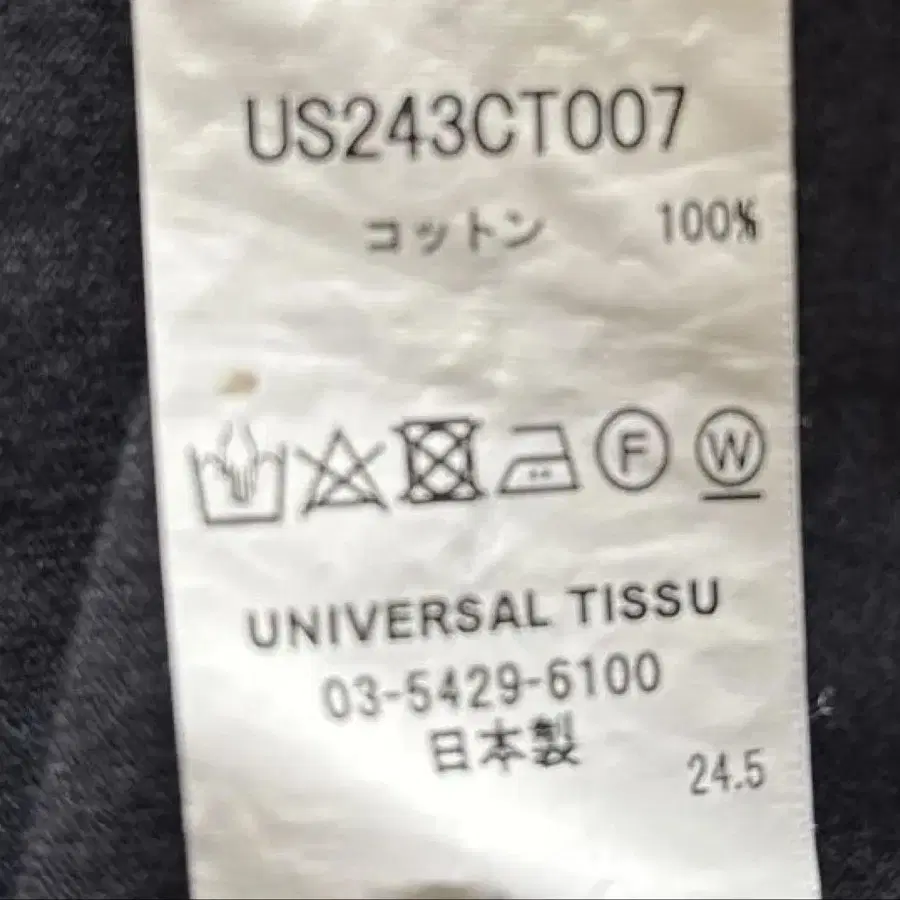 US243CT007
コットン 100%
F W
UNIVERSAL TISSU
03-5429-6100
日本製
24.5